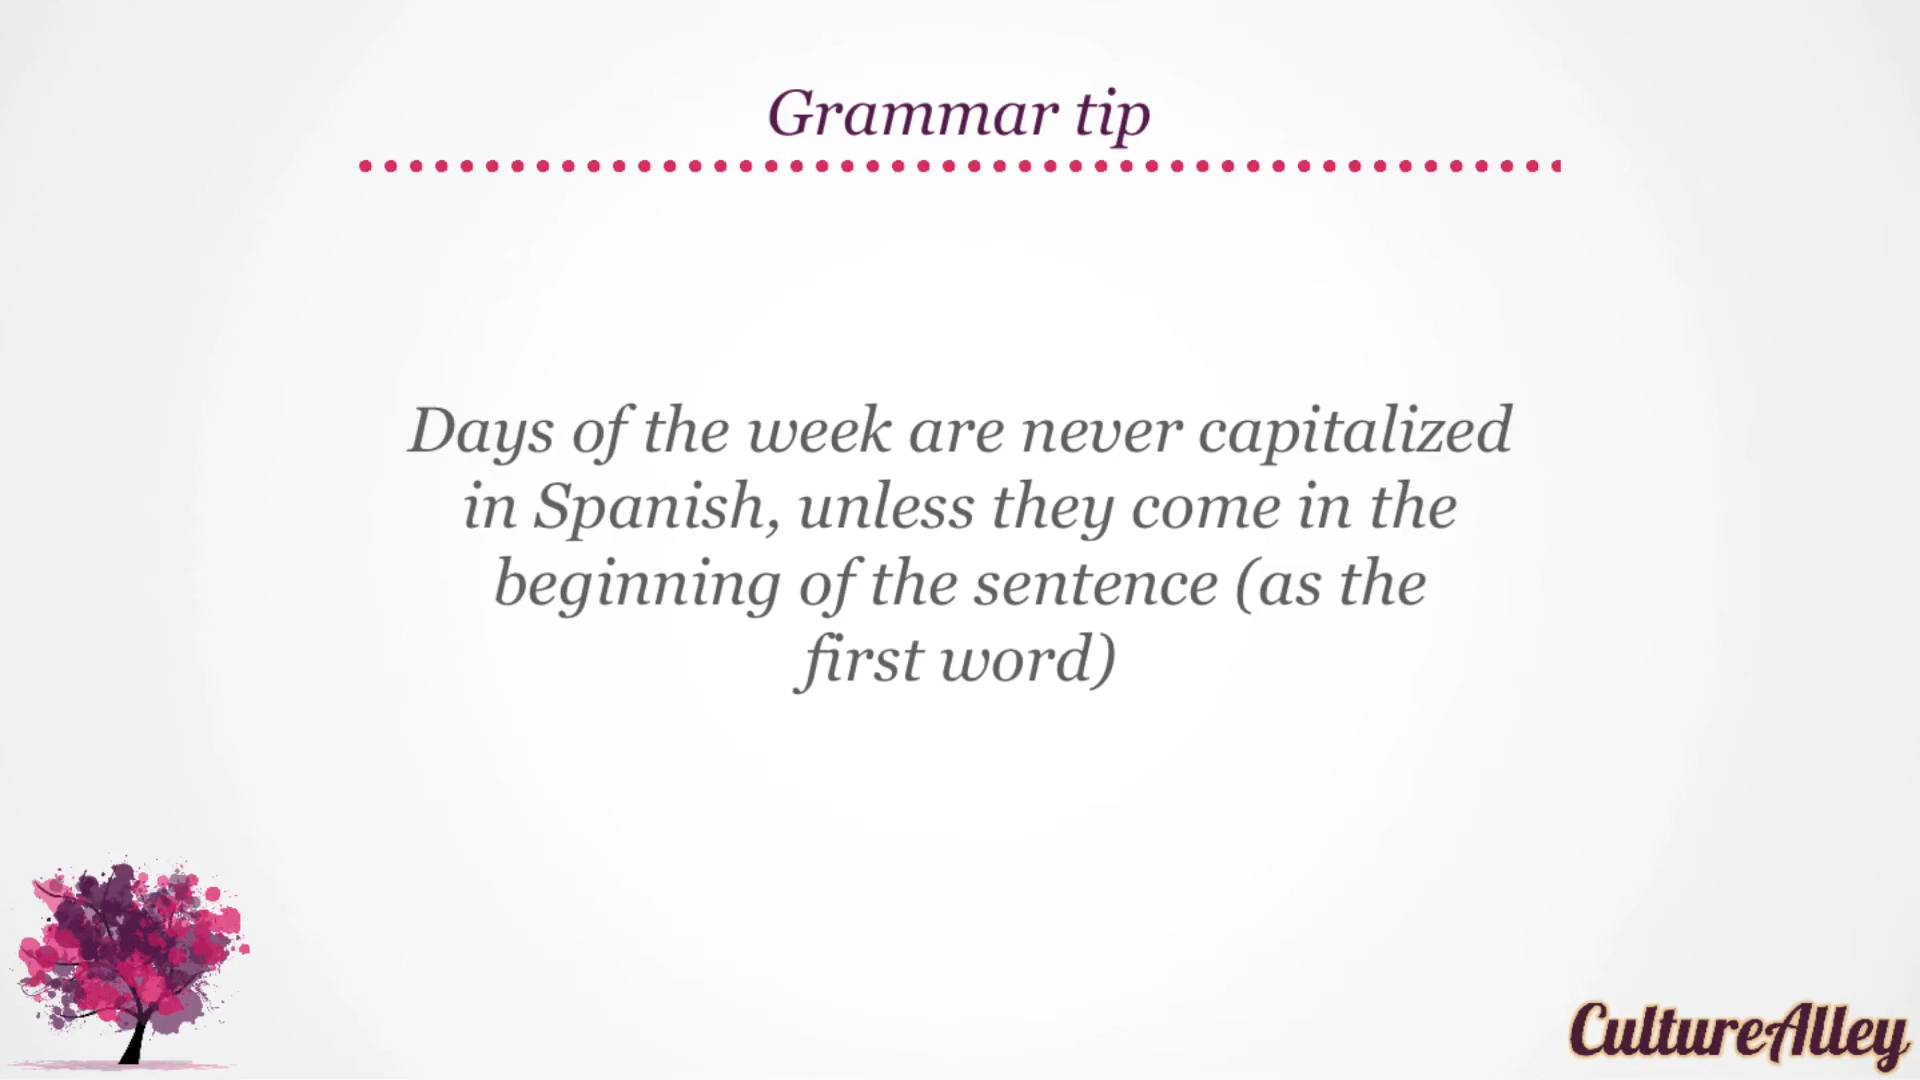 Grammar tip
Days of the week are never capitalized
in Spanish, unless they come in the
beginning of the sentence (as the
first word)
CultureAlley